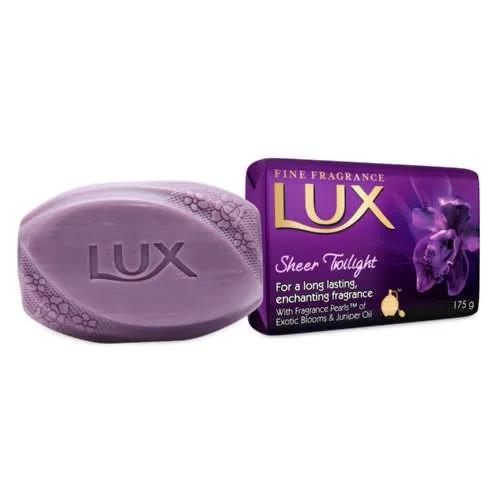 LUX
FINE FRAGRANCE
LUX
Sheer Twilight
For a long lasting,
enchanting fragrance
With Fragrance Pearls™ of
Exotic Blooms & Juniper Oil
175 g